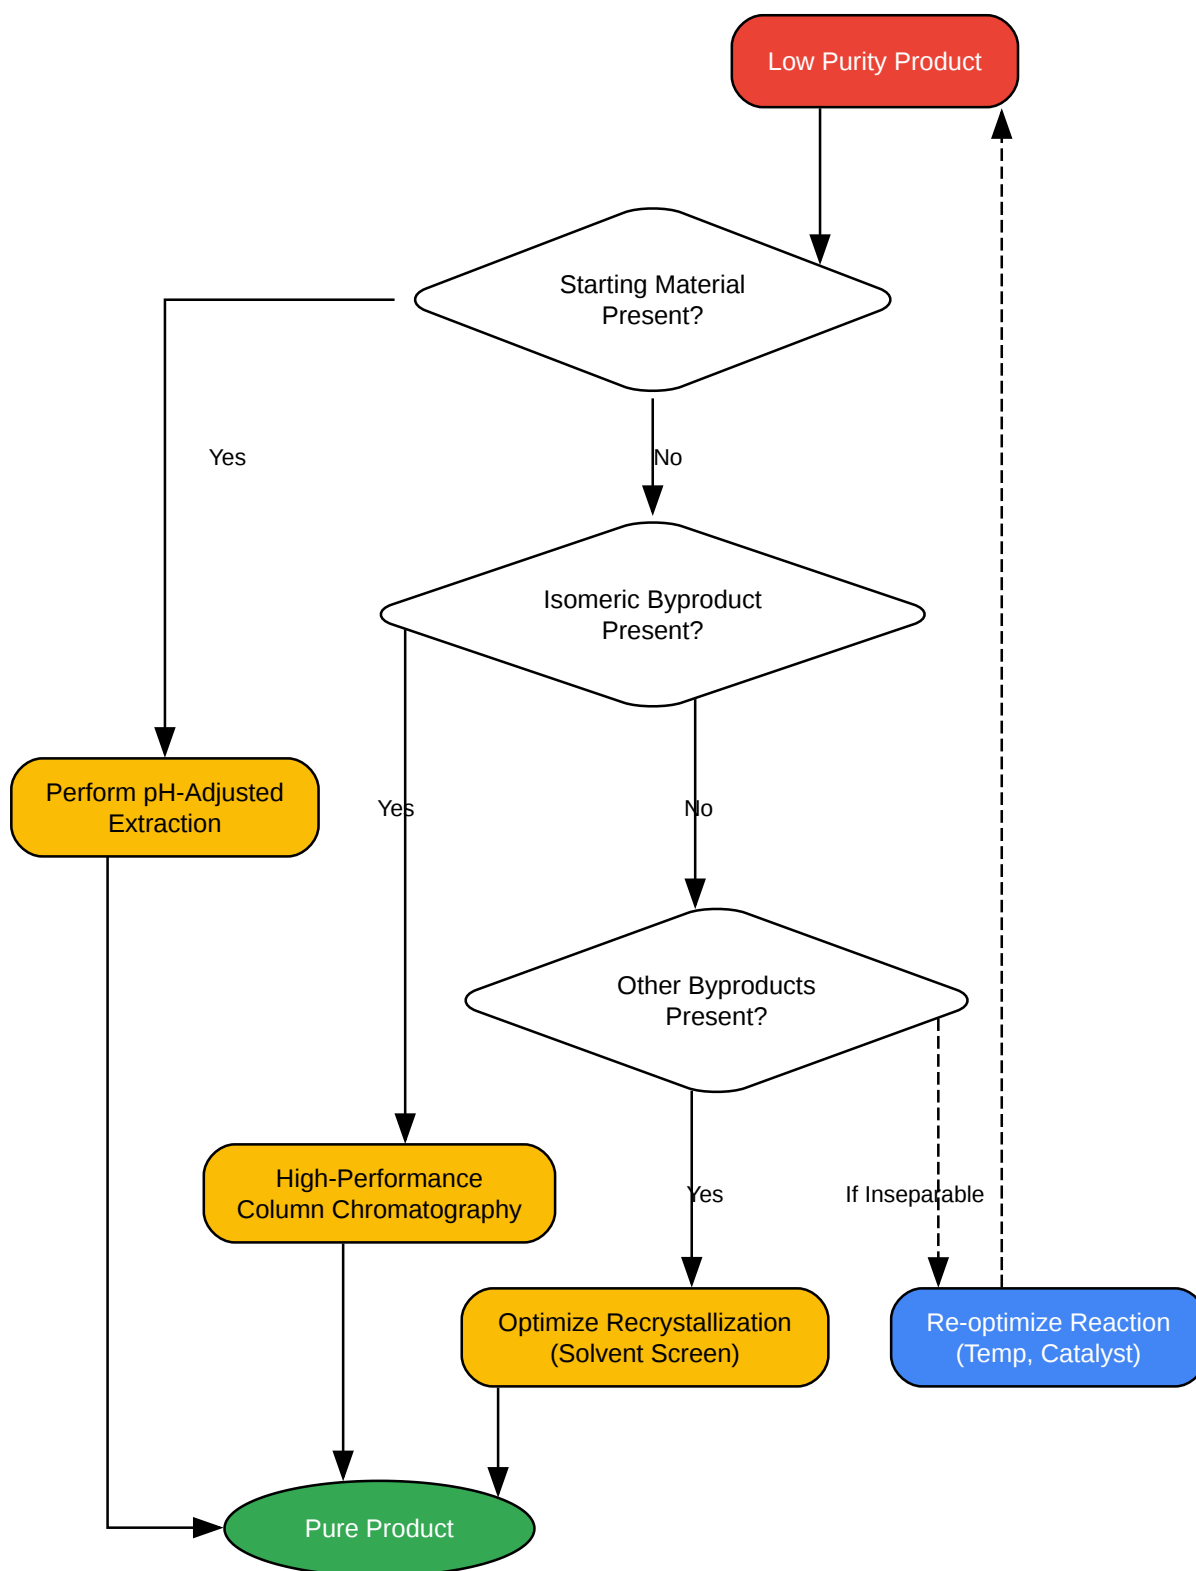 Low Purity Product
Starting Material
Present?
Yes
No
Isomeric Byproduct
Present?
Perform pH-Adjusted
Extraction
Yes
No
Other Byproducts
Present?
High-Performance
Column Chromatography
Yes
If Inseparable
Optimize Recrystallization
(Solvent Screen)
Re-optimize Reaction
(Temp, Catalyst)
Pure Product